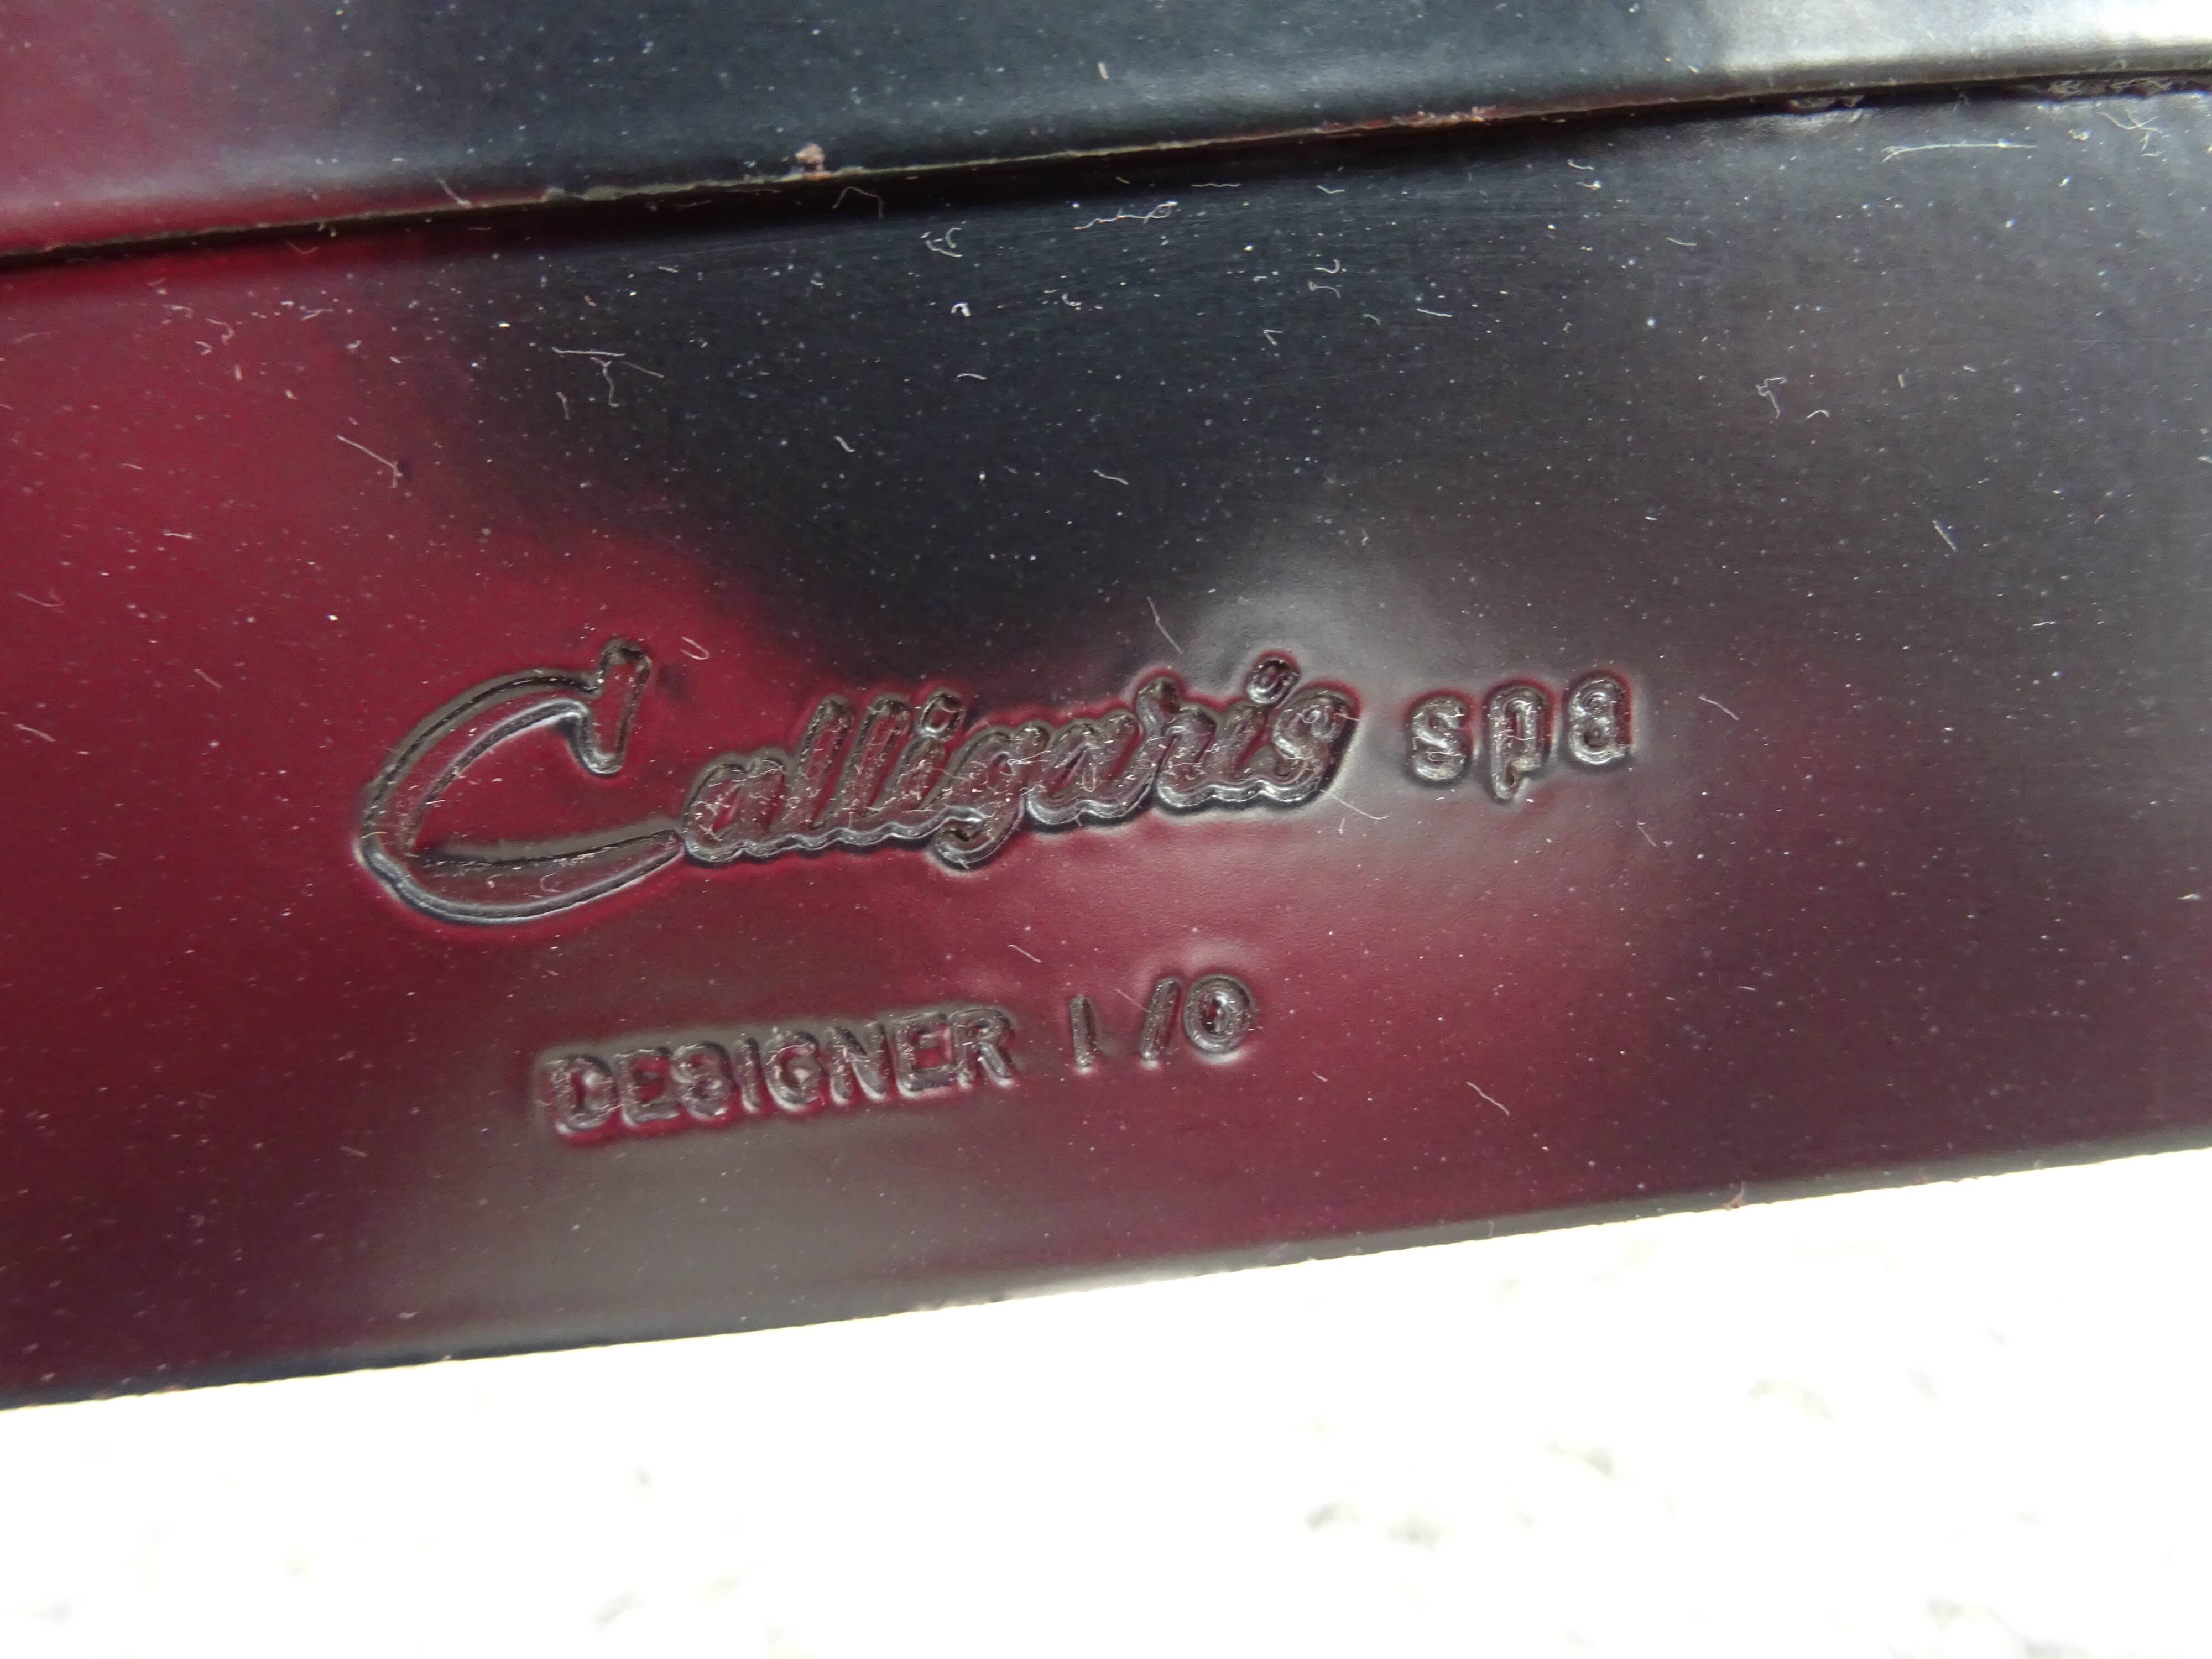 Calligaris spa
DESIGNER I/O